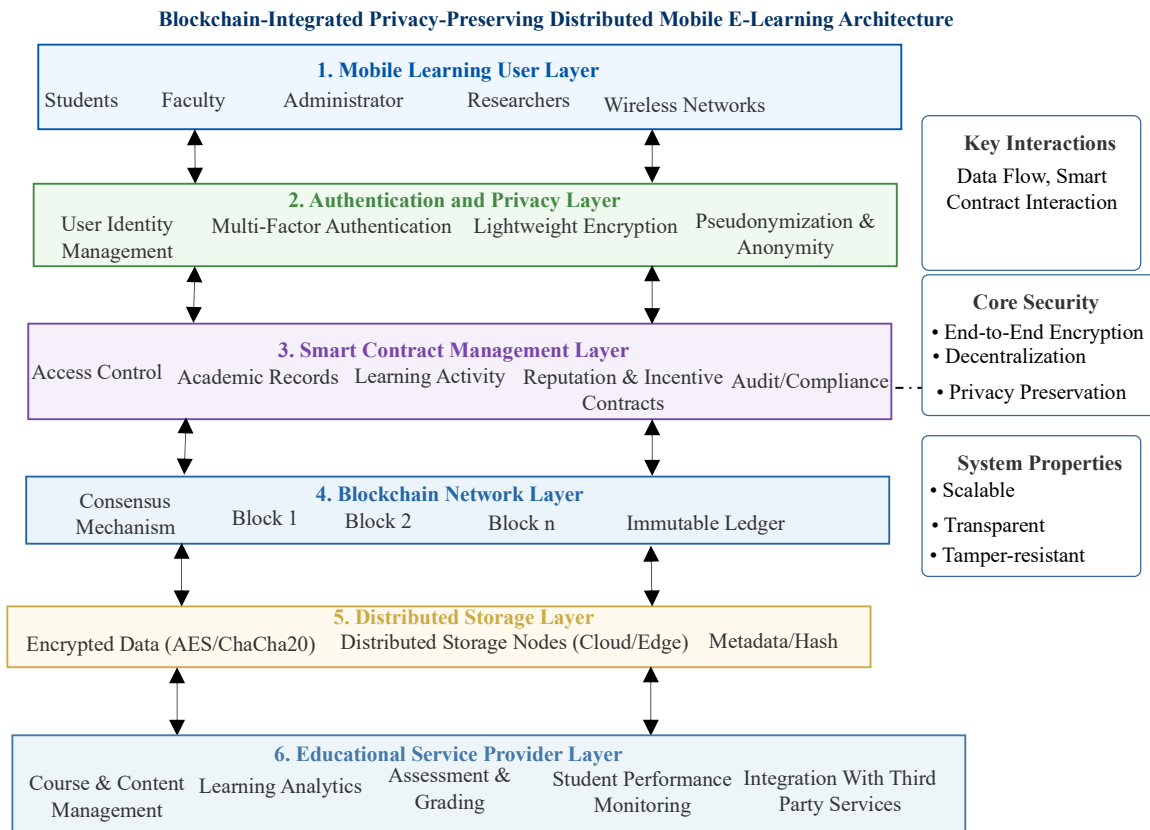 Blockchain-Integrated Privacy-Preserving Distributed Mobile E-Learning Architecture
1. Mobile Learning User Layer
Students
Faculty
Administrator
Researchers
Wireless Networks
2. Authentication and Privacy Layer
User Identity
Management
Multi-Factor Authentication
Lightweight Encryption
Pseudonymization &
Anonymity
3. Smart Contract Management Layer
Access Control
Academic Records
Learning Activity
Reputation & Incentive
Contracts
Audit/Compliance
4. Blockchain Network Layer
Consensus
Mechanism
Block 1
Block 2
Block n
Immutable Ledger
5. Distributed Storage Layer
Encrypted Data (AES/ChaCha20)
Distributed Storage Nodes (Cloud/Edge)
Metadata/Hash
6. Educational Service Provider Layer
Course & Content
Management
Learning Analytics
Assessment &
Grading
Student Performance
Monitoring
Integration With Third
Party Services
Key Interactions
Data Flow, Smart
Contract Interaction
Core Security
• End-to-End Encryption
• Decentralization
• Privacy Preservation
System Properties
• Scalable
• Transparent
• Tamper-resistant